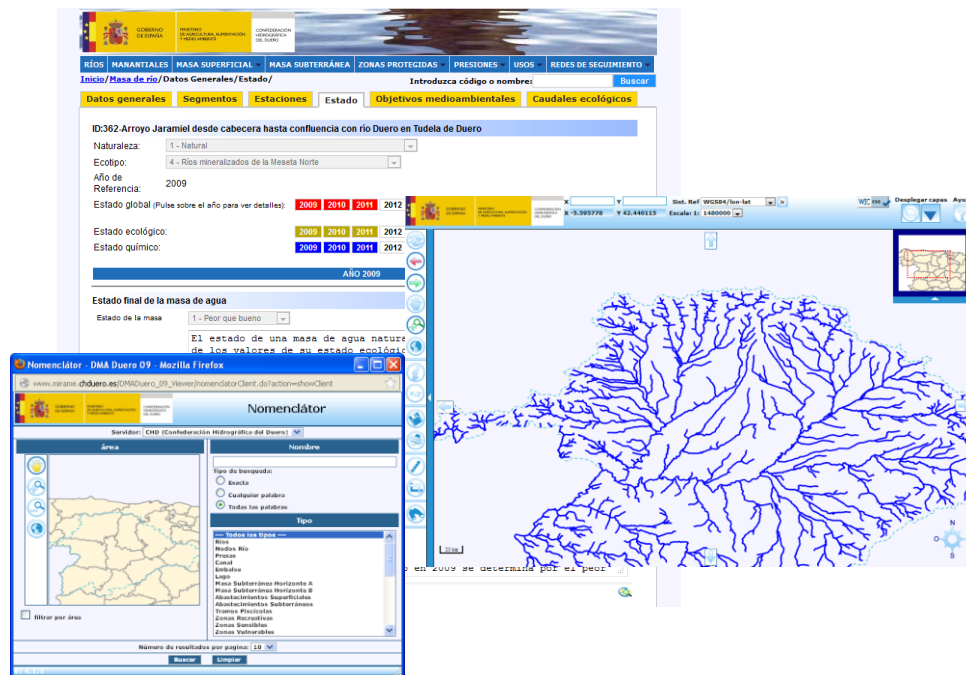 GOBIERNO
DE ESPAÑA
MINISTERIO
DE AGRICULTURA, ALIMENTACIÓN
Y MEDIO AMBIENTE
CONFEDERACIÓN
HIDROGRÁFICA
DEL DUERO
RÍOS MANANTIALES MASA SUPERFICIAL MASA SUBTERRÁNEA ZONAS PROTEGIDAS PRESIONES USOS REDES DE SEGUIMIENTO
Inicio/Masa de río/Datos Generales/Estado/ Introduzca código o nombre: Buscar
Datos generales Segmentos Estaciones Estado Objetivos medioambientales Caudales ecológicos
ID:362-Arroyo Jaramiel desde cabecera hasta confluencia con río Duero en Tudela de Duero
Naturaleza: 1 - Natural
Ecotipo: 4 - Ríos mineralizados de la Meseta Norte
Año de
Referencia: 2009
Estado global (Pulse sobre el año para ver detalles): 2009 2010 2011 2012
Estado ecológico: 2009 2010 2011 2012
Estado químico: 2009 2010 2011 2012
AÑO 2009
Estado final de la masa de agua
Estado de la masa 1 - Peor que bueno
El estado de una masa de agua natura
de los valores de su estado ecológic
en 2009 se determina por el peor
X Y Sist. Ref WGS84/lon-lat
X -5.595778 Y 42.440115 Escala: 1: 1480000
Desplegar capas Ayu
N
O
S
Nomenclátor - DMA Duero 09 - Mozilla Firefox
www.mirame.chduero.es/DMADuero_09_Viewer/nomenclatorClient.do?action=showClient
Nomenclátor
Servidor: CHD (Confederación Hidrográfica del Duero)
área
filtrar por área
Nombre
Tipo de busqueda:
Exacta
Cualquier palabra
Todas las palabras
Tipo
--- Todos los tipos ---
Ríos
Nodos Río
Presas
Canal
Embalse
Lago
Masa Subterránea Horizonte A
Masa Subterránea Horizonte B
Abastecimientos Superficiales
Abastecimientos Subterráneos
Tramos Piscícolas
Zonas Recreativas
Zonas Sensibles
Zonas Vulnerables
Número de resultados por pagina: 10
Buscar Limpiar